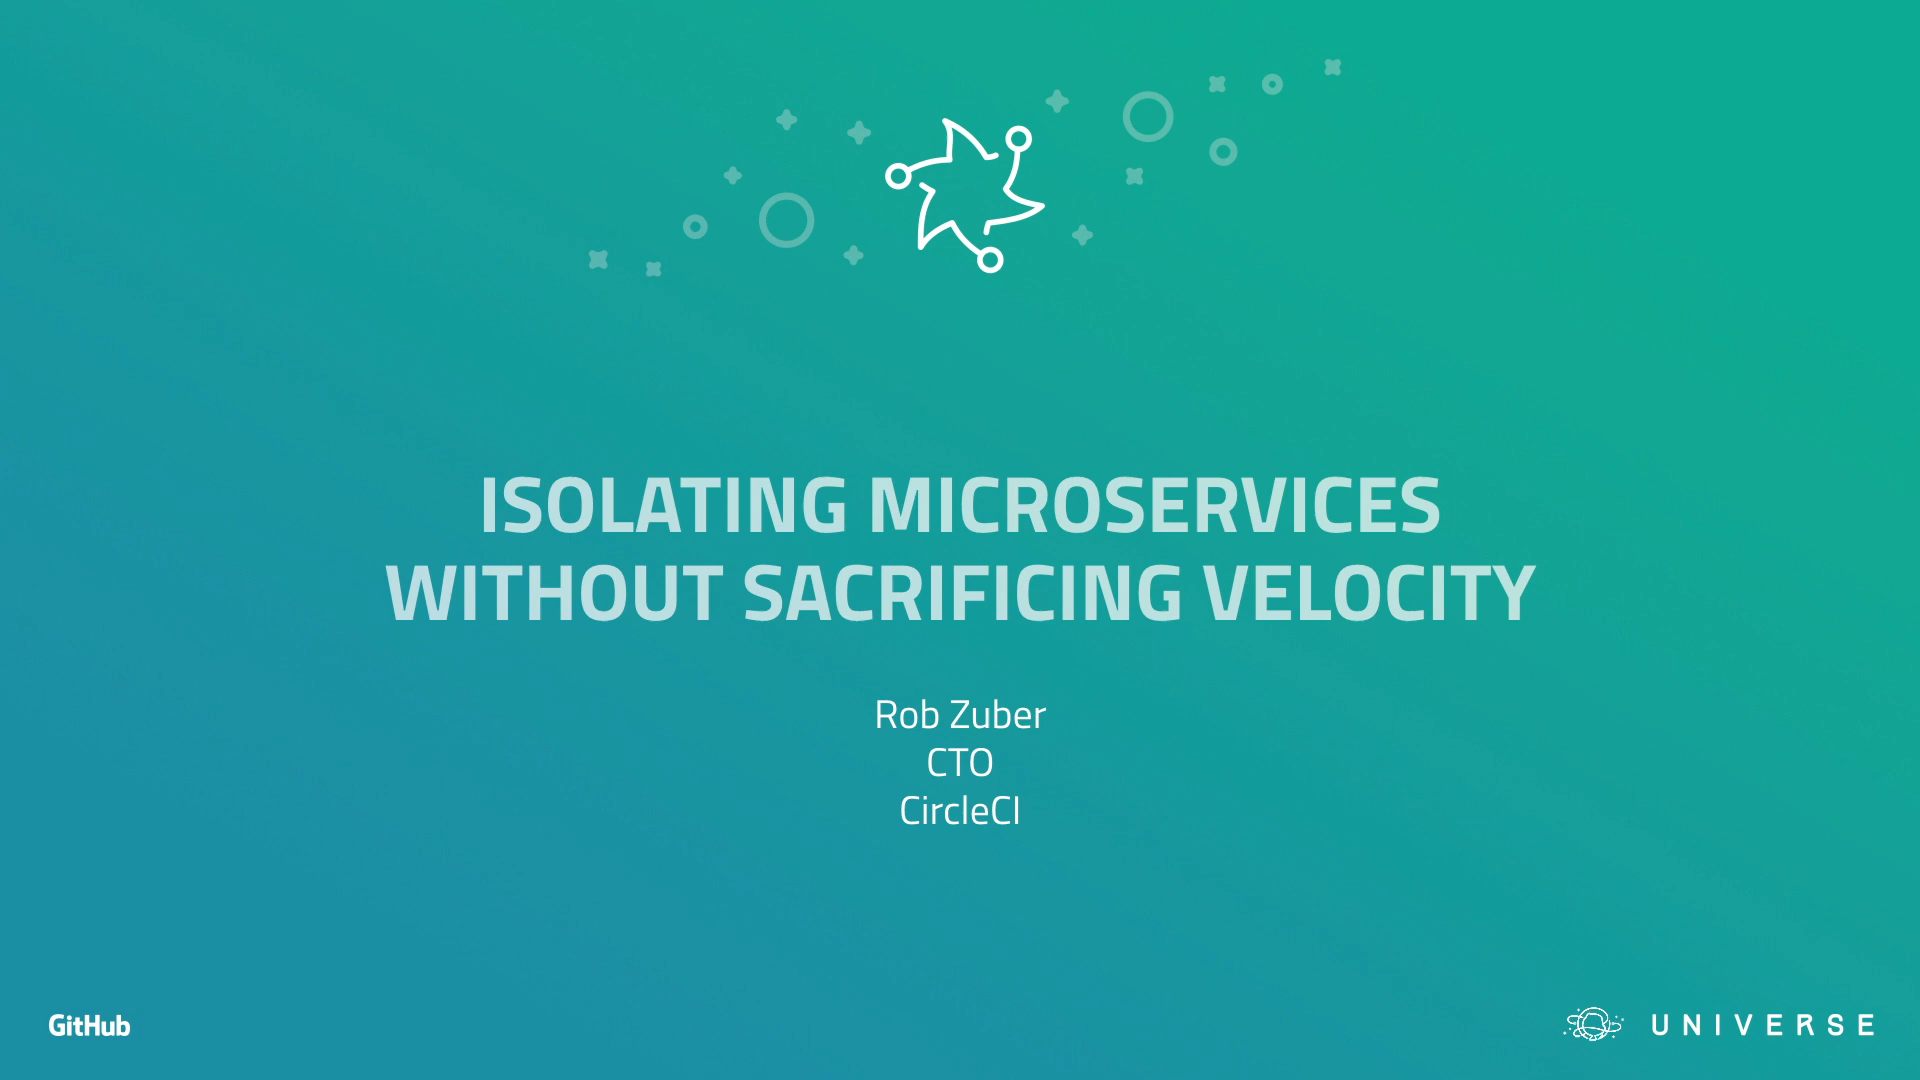 ISOLATING MICROSERVICES
WITHOUT SACRIFICING VELOCITY
Rob Zuber
CTO
CircleCI
GitHub
UNIVERSE